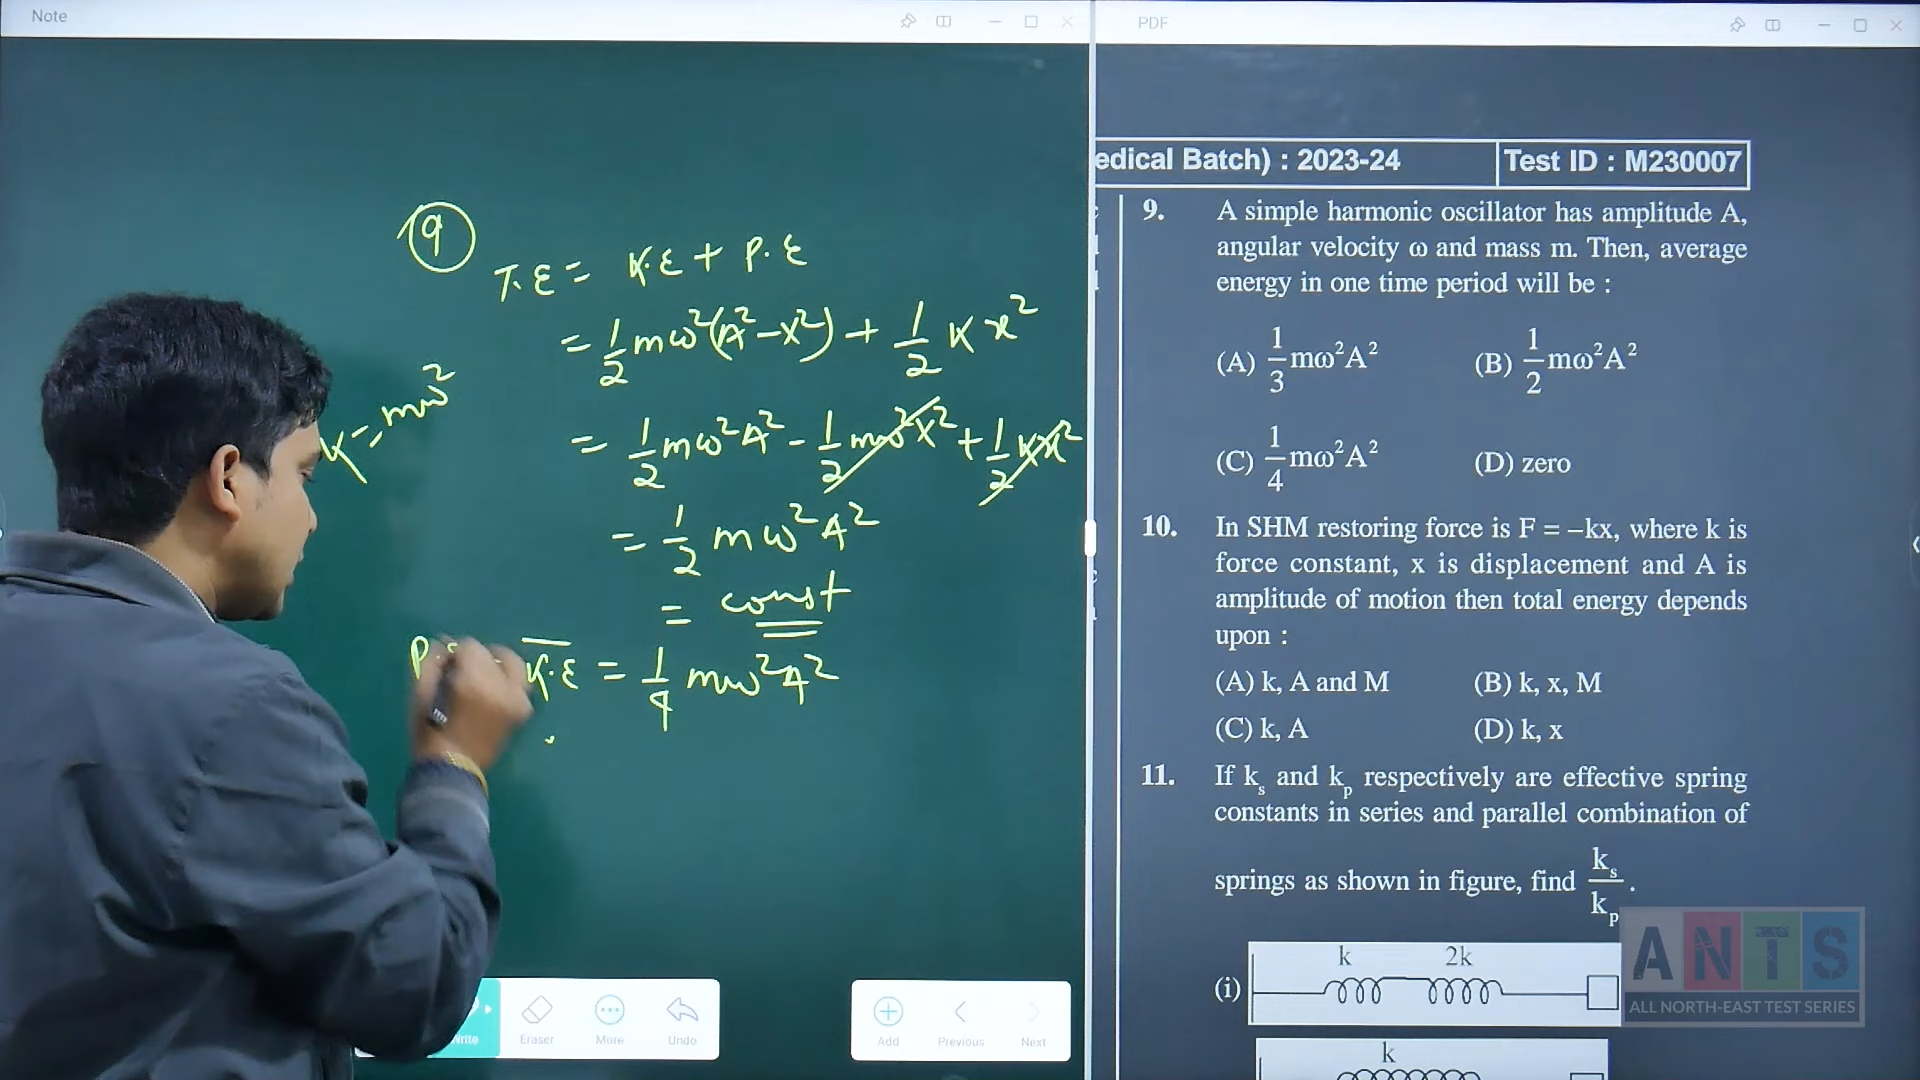 Note
PDF
edical Batch) : 2023-24
Test ID : M230007
9
T.E = K.E + P.E
= 1/2 mω²(A²-x²) + 1/2 Kx²
K = mω²
= 1/2 mω²A² - 1/2 mω²x² + 1/2 Kx²
= 1/2 mω²A²
= const
K.E = 1/4 mω²A²
9. A simple harmonic oscillator has amplitude A,
angular velocity ω and mass m. Then, average
energy in one time period will be :
(A) 1/3 mω²A² (B) 1/2 mω²A²
(C) 1/4 mω²A² (D) zero
10. In SHM restoring force is F = –kx, where k is
force constant, x is displacement and A is
amplitude of motion then total energy depends
upon :
(A) k, A and M (B) k, x, M
(C) k, A (D) k, x
11. If kₛ and kₚ respectively are effective spring
constants in series and parallel combination of
springs as shown in figure, find kₛ/kₚ.
(i) k 2k
k
ANTS
ALL NORTH-EAST TEST SERIES
Eraser More Undo
Add Previous Next